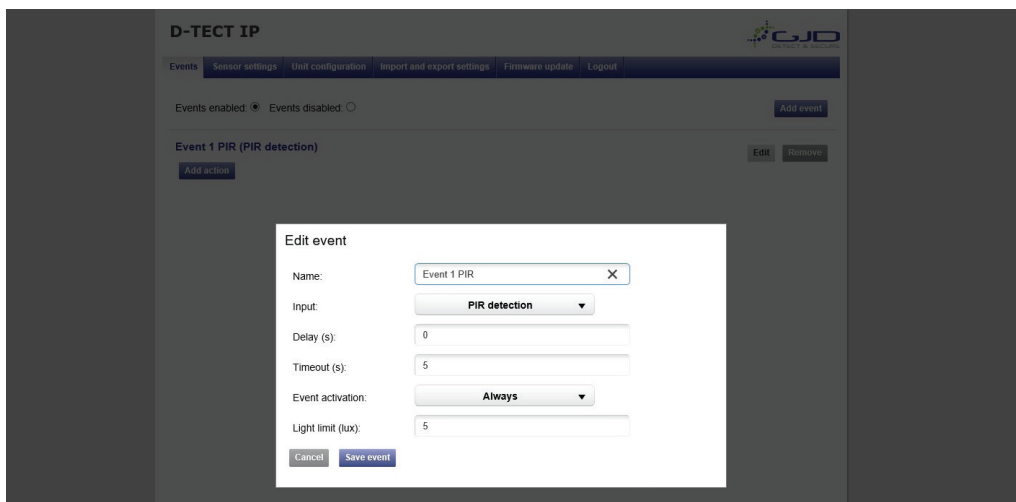 D-TECT IP
GJD
DETECT & SECURE
Events Sensor settings Unit configuration Import and export settings Firmware update Logout
Events enabled: Events disabled: Add event
Event 1 PIR (PIR detection) Edit Remove
Add action
Edit event
Name: Event 1 PIR
Input: PIR detection
Delay (s): 0
Timeout (s): 5
Event activation: Always
Light limit (lux): 5
Cancel Save event